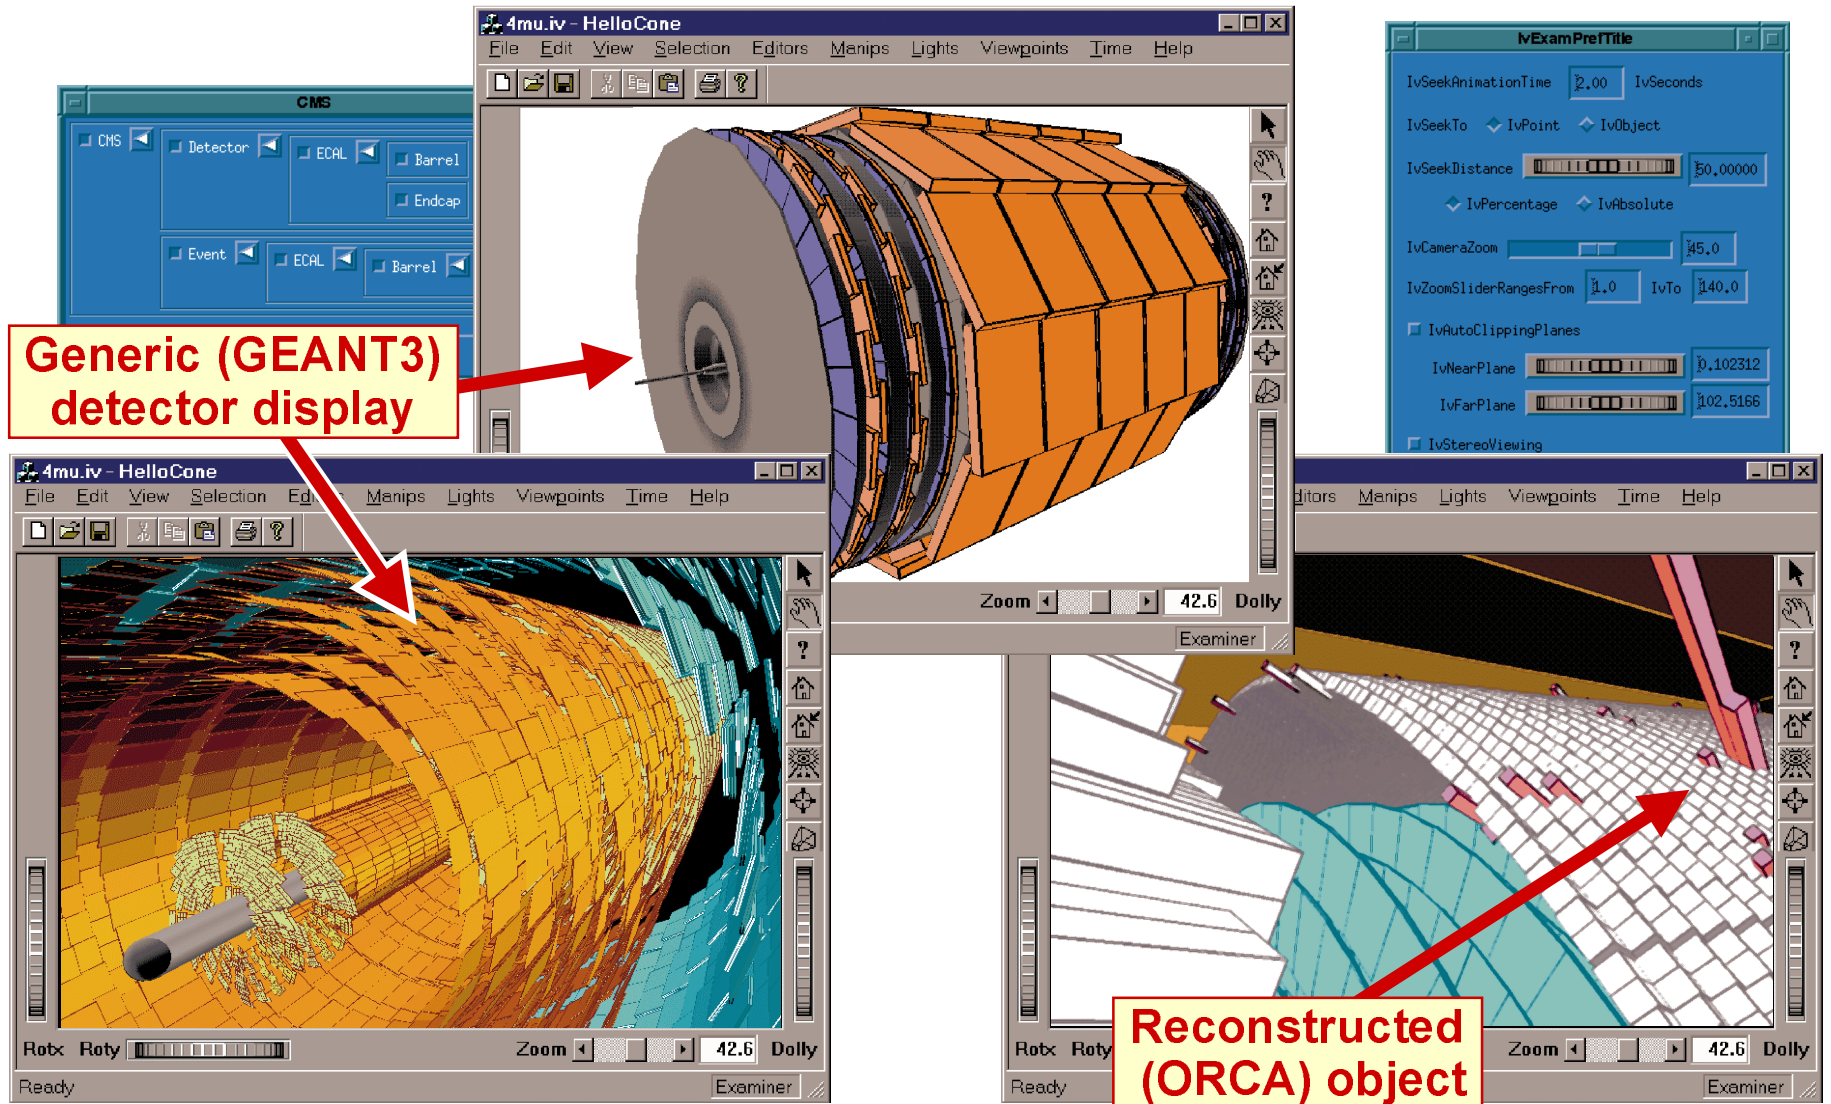 4mu.iv - HelloCone
File Edit View Selection Editors Manips Lights Viewpoints Time Help
IvExamPrefTitle
IvSeekAnimationTime 2.00 IvSeconds
IvSeekTo IvPoint IvObject
IvSeekDistance 50.00000
IvPercentage IvAbsolute
IvCameraZoom 45.0
IvZoomSliderRangesFrom 1.0 IvTo 140.0
IvAutoClippingPlanes
IvNearPlane 0.102312
IvFarPlane 102.5166
IvStereoViewing
CMS
CMS Detector ECAL Barrel
Endcap
Event ECAL Barrel
Generic (GEANT3)
detector display
Zoom 42.6 Dolly
Examiner
4mu.iv - HelloCone
File Edit View Selection Manips Lights Viewpoints Time Help
Rotx Roty Zoom 42.6 Dolly
Ready Examiner
ditors Manips Lights Viewpoints Time Help
Rotx Roty Zoom 42.6 Dolly
Ready Examiner
Reconstructed
(ORCA) object